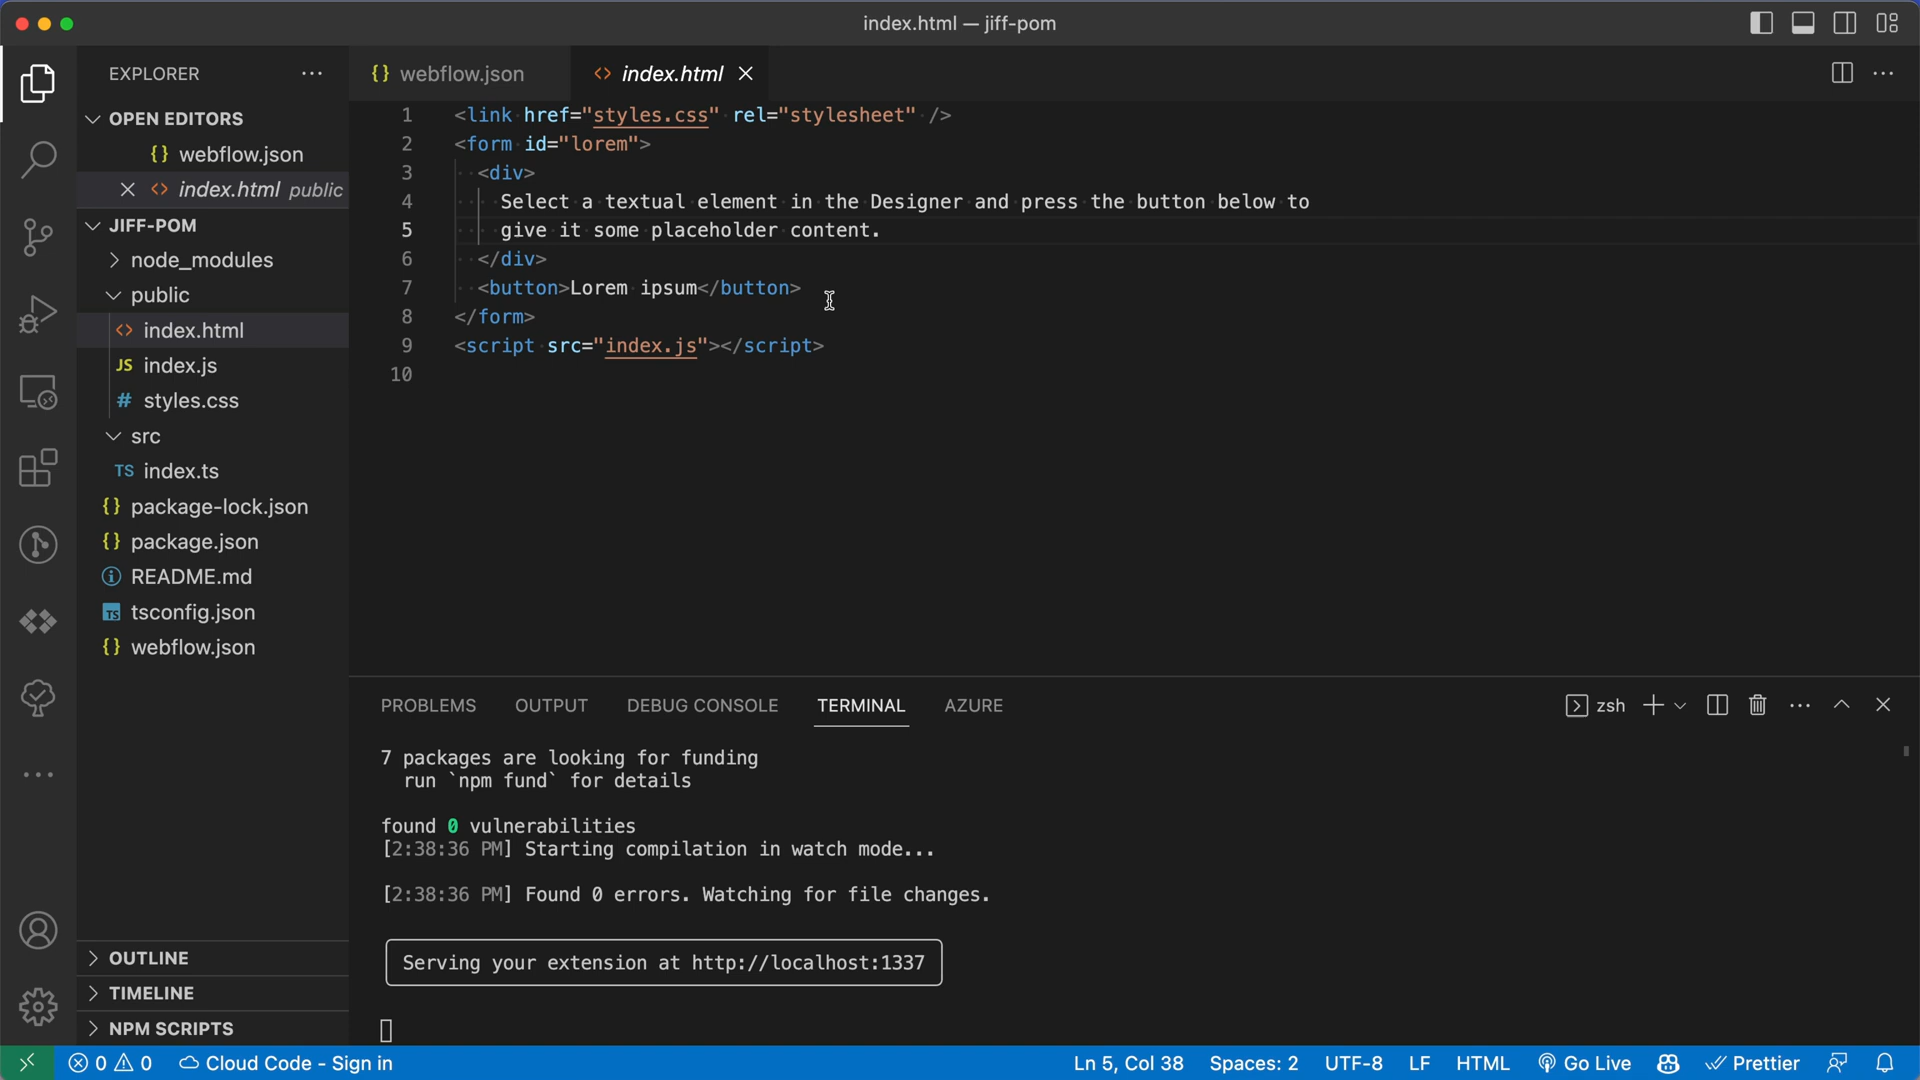 index.html — jiff-pom
EXPLORER
OPEN EDITORS
{} webflow.json
<> index.html public
JIFF-POM
node_modules
public
<> index.html
JS index.js
# styles.css
src
TS index.ts
{} package-lock.json
{} package.json
README.md
TS tsconfig.json
{} webflow.json
OUTLINE
TIMELINE
NPM SCRIPTS
{} webflow.json
<> index.html
1 <link href="styles.css" rel="stylesheet" />
2 <form id="lorem">
3 <div>
4 Select a textual element in the Designer and press the button below to
5 give it some placeholder content.
6 </div>
7 <button>Lorem ipsum</button>
8 </form>
9 <script src="index.js"></script>
10
PROBLEMS OUTPUT DEBUG CONSOLE TERMINAL AZURE
zsh
7 packages are looking for funding
run `npm fund` for details
found 0 vulnerabilities
[2:38:36 PM] Starting compilation in watch mode...
[2:38:36 PM] Found 0 errors. Watching for file changes.
Serving your extension at http://localhost:1337
0 0 Cloud Code - Sign in Ln 5, Col 38 Spaces: 2 UTF-8 LF HTML Go Live Prettier